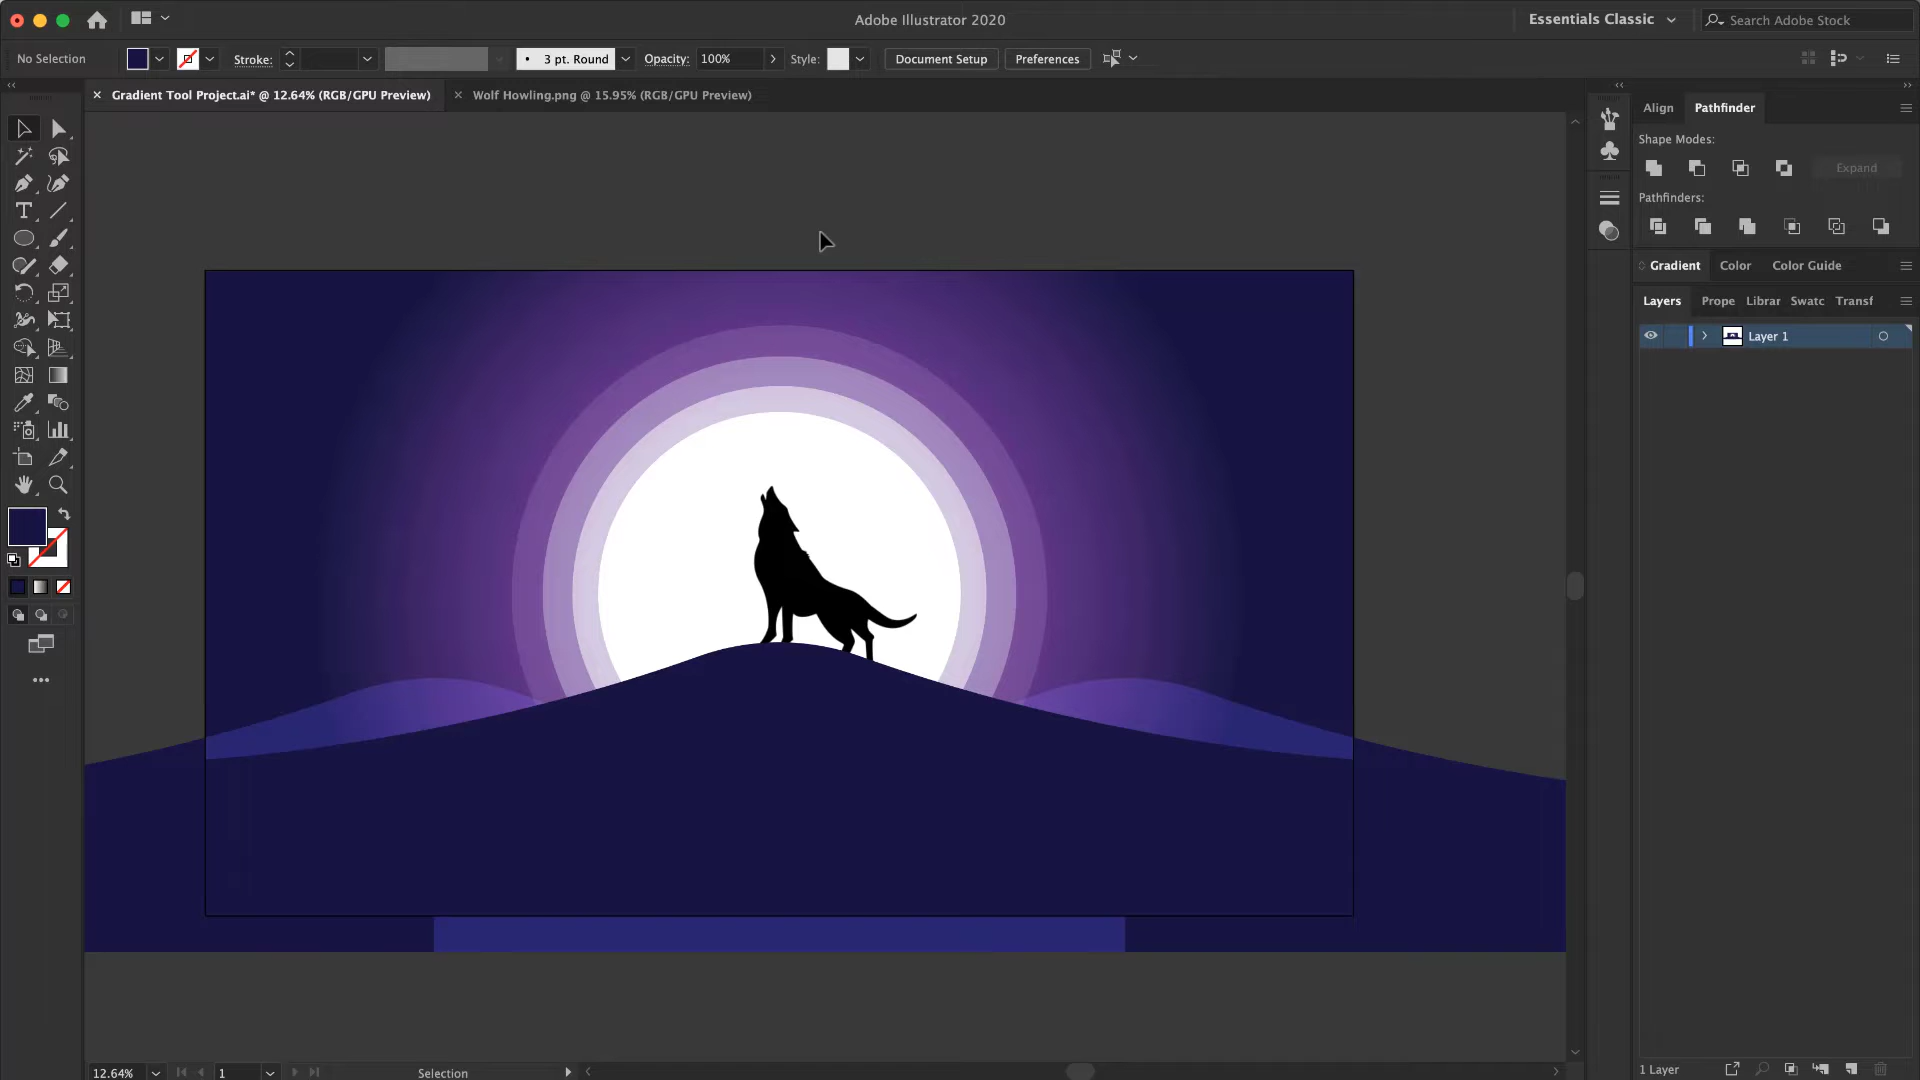 Adobe Illustrator 2020
Essentials Classic
Search Adobe Stock
No Selection
Stroke:
3 pt. Round
Opacity:
100%
Style:
Document Setup
Preferences
Gradient Tool Project.ai* @ 12.64% (RGB/GPU Preview)
Wolf Howling.png @ 15.95% (RGB/GPU Preview)
Align
Pathfinder
Shape Modes:
Expand
Pathfinders:
Gradient
Color
Color Guide
Layers
Prope
Librar
Swatc
Transf
Layer 1
12.64%
1
Selection
1 Layer